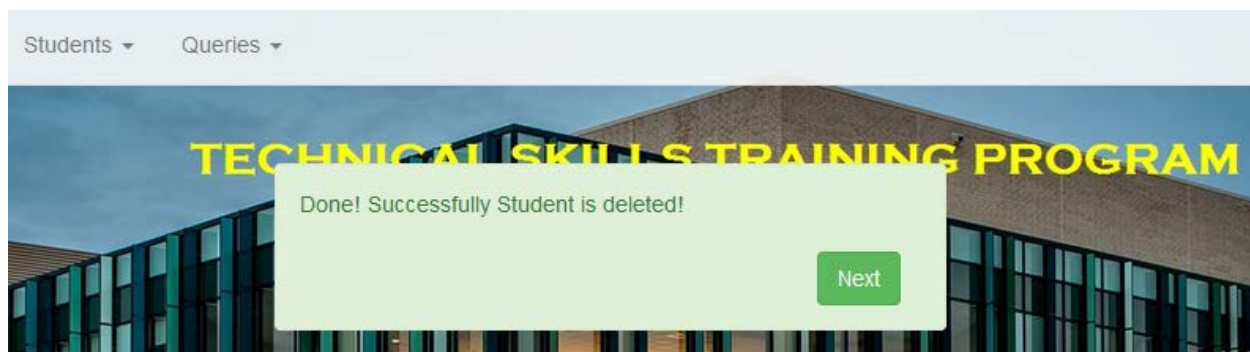 Students Queries
TECHNICAL SKILLS TRAINING PROGRAM
Done! Successfully Student is deleted!
Next